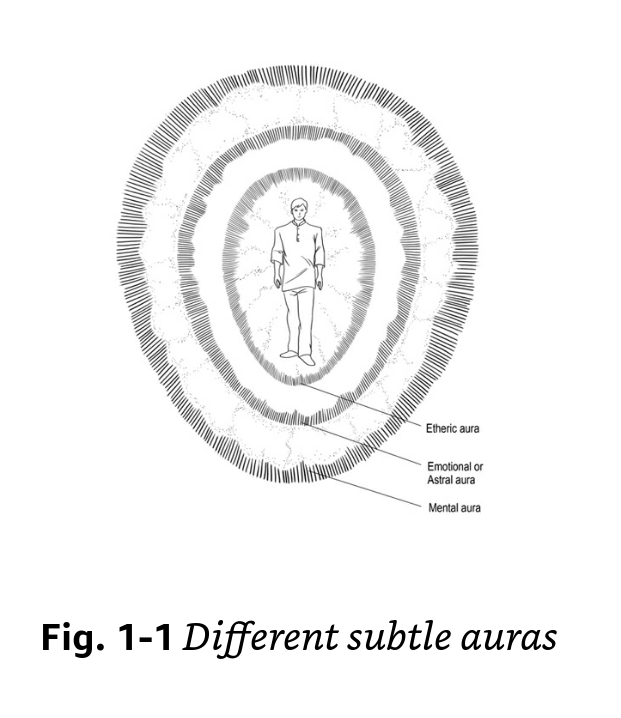 Etheric aura
Emotional or
Astral aura
Mental aura
Fig. 1-1 Different subtle auras